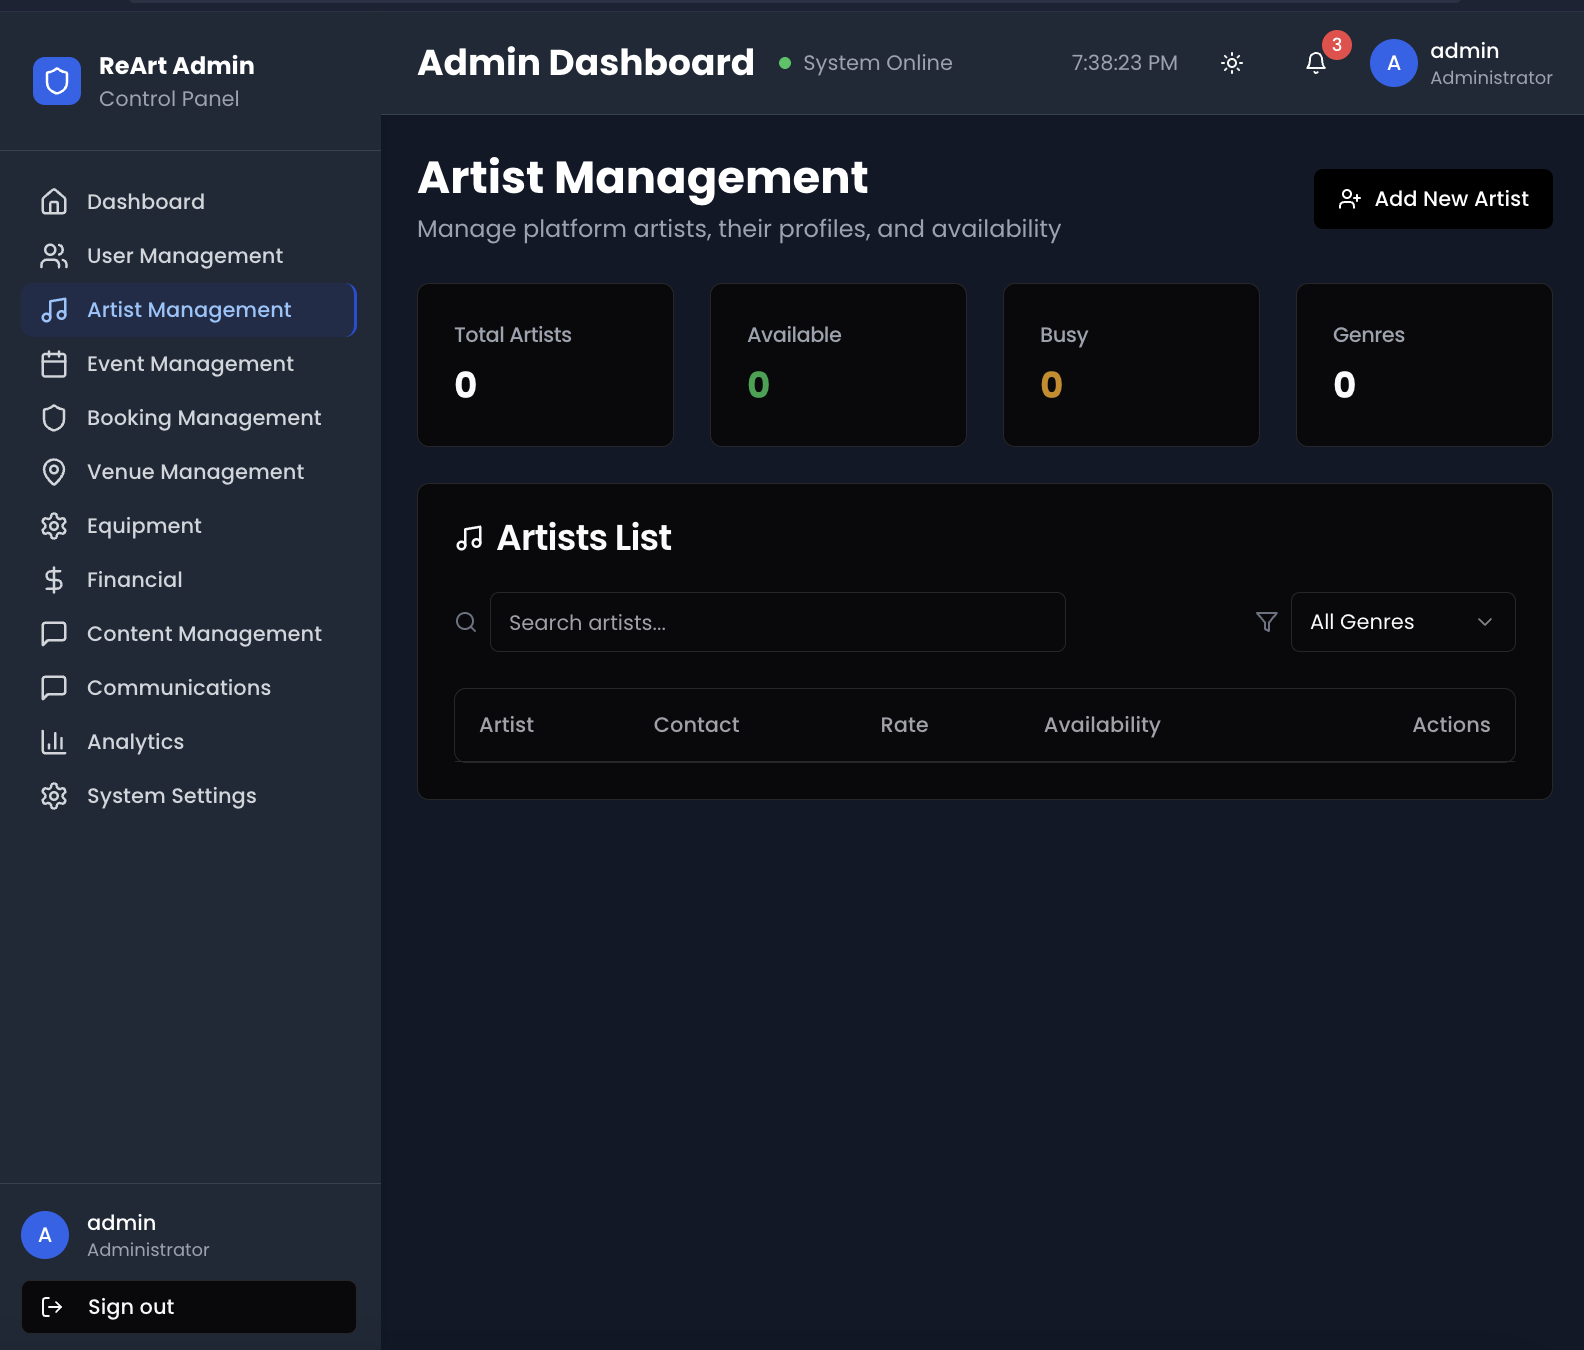 ReArt Admin
Control Panel
Dashboard
User Management
Artist Management
Event Management
Booking Management
Venue Management
Equipment
Financial
Content Management
Communications
Analytics
System Settings
A
admin
Administrator
Sign out
Admin Dashboard
System Online
7:38:23 PM
3
A
admin
Administrator
Artist Management
Manage platform artists, their profiles, and availability
Add New Artist
Total Artists
0
Available
0
Busy
0
Genres
0
Artists List
Search artists...
All Genres
Artist Contact Rate Availability Actions